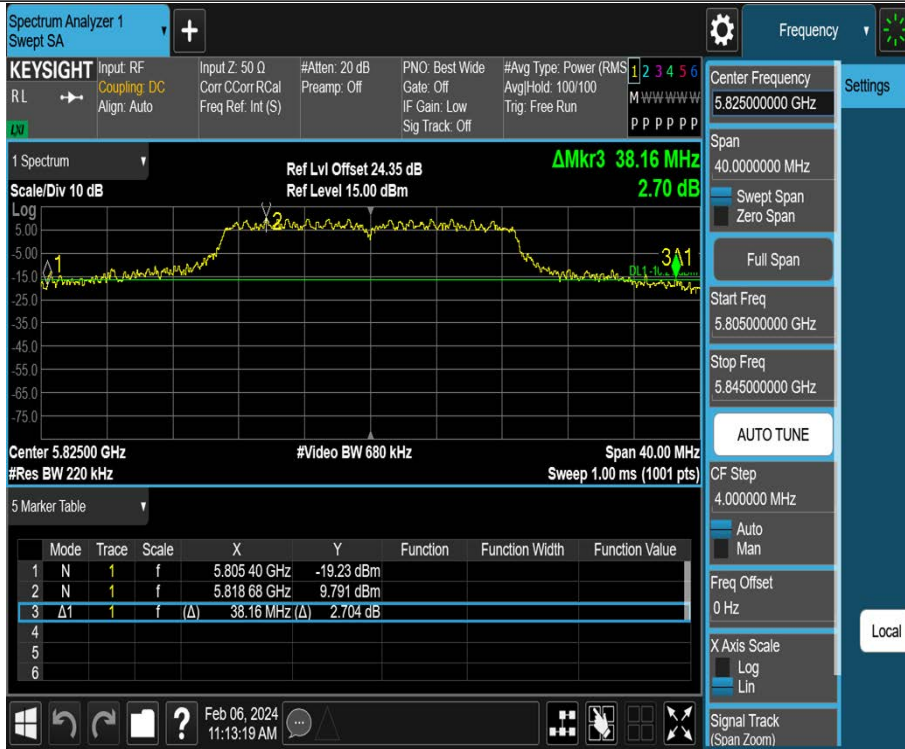 Spectrum Analyzer 1
Swept SA
+
Frequency
KEYSIGHT
R L
LXI
Input: RF
Coupling: DC
Align: Auto
Input Z: 50 Ω
Corr CCorr RCal
Freq Ref: Int (S)
#Atten: 20 dB
Preamp: Off
PNO: Best Wide
Gate: Off
IF Gain: Low
Sig Track: Off
#Avg Type: Power (RMS
Avg|Hold: 100/100
Trig: Free Run
1 2 3 4 5 6
M W W W W W
P P P P P P
1 Spectrum
Scale/Div 10 dB
Ref Lvl Offset 24.35 dB
Ref Level 15.00 dBm
ΔMkr3 38.16 MHz
2.70 dB
Log
5.00
-5.00
-15.0
-25.0
-35.0
-45.0
-55.0
-65.0
-75.0
1
2
3Δ1
Center 5.82500 GHz
#Res BW 220 kHz
#Video BW 680 kHz
Span 40.00 MHz
Sweep 1.00 ms (1001 pts)
5 Marker Table
Mode Trace Scale X Y Function Function Width Function Value
1 N 1 f 5.805 40 GHz -19.23 dBm
2 N 1 f 5.818 68 GHz 9.791 dBm
3 Δ1 1 f (Δ) 38.16 MHz (Δ) 2.704 dB
4
5
6
?
Feb 06, 2024
11:13:19 AM
Center Frequency
5.825000000 GHz
Settings
Span
40.0000000 MHz
Swept Span
Zero Span
Full Span
Start Freq
5.805000000 GHz
Stop Freq
5.845000000 GHz
AUTO TUNE
CF Step
4.000000 MHz
Auto
Man
Freq Offset
0 Hz
Local
X Axis Scale
Log
Lin
Signal Track
(Span Zoom)